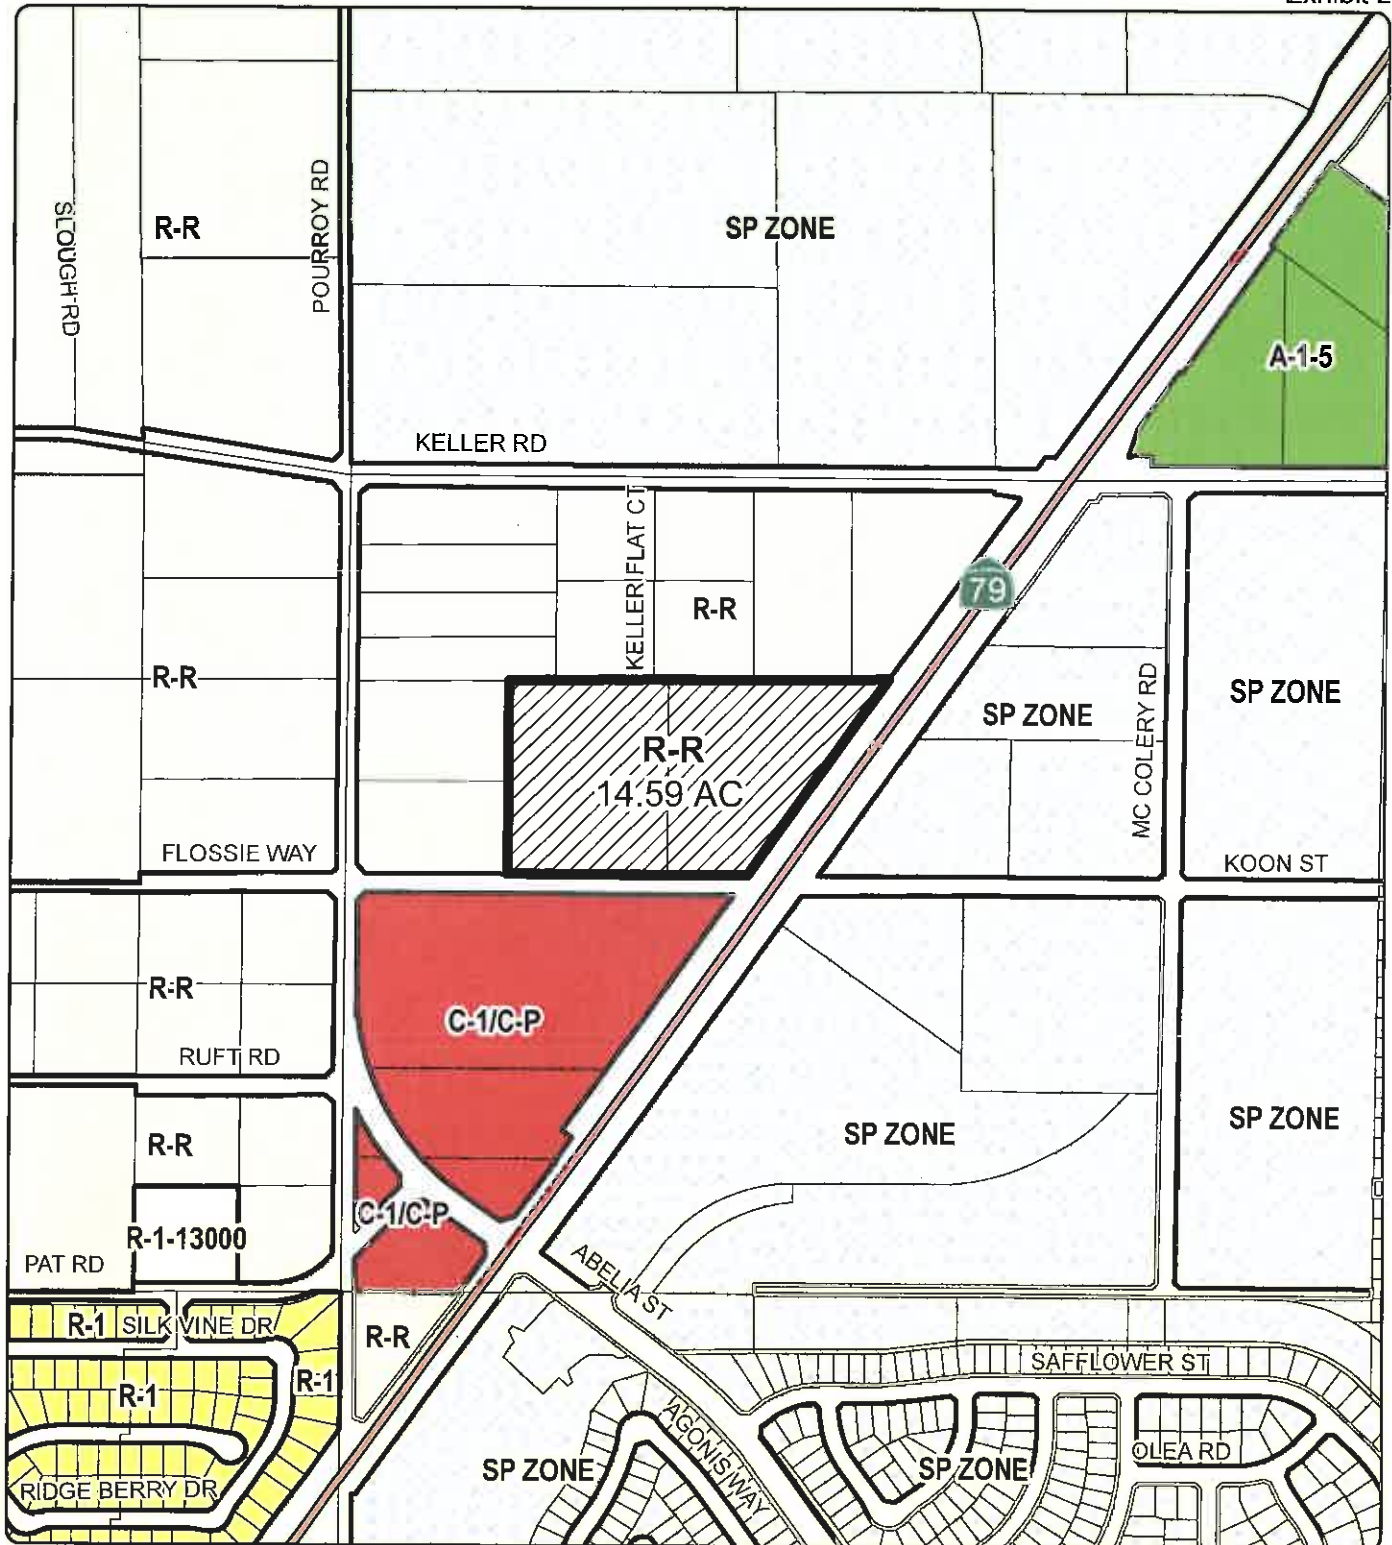 SLOUGH RD
R-R
POURROY RD
SP ZONE
A-1-5
KELLER RD
KELLER FLAT CT
R-R
79
R-R
SP ZONE
MC COLERY RD
SP ZONE
R-R
14.59 AC
FLOSSIE WAY
KOON ST
R-R
C-1/C-P
RUFT RD
R-R
SP ZONE
SP ZONE
C-1/C-P
R-1-13000
PAT RD
ABELIA ST
R-1
SILK VINE DR
R-R
SAFFLOWER ST
R-1
R-1
AGONIS WAY
OLEA RD
SP ZONE
SP ZONE
RIDGE BERRY DR